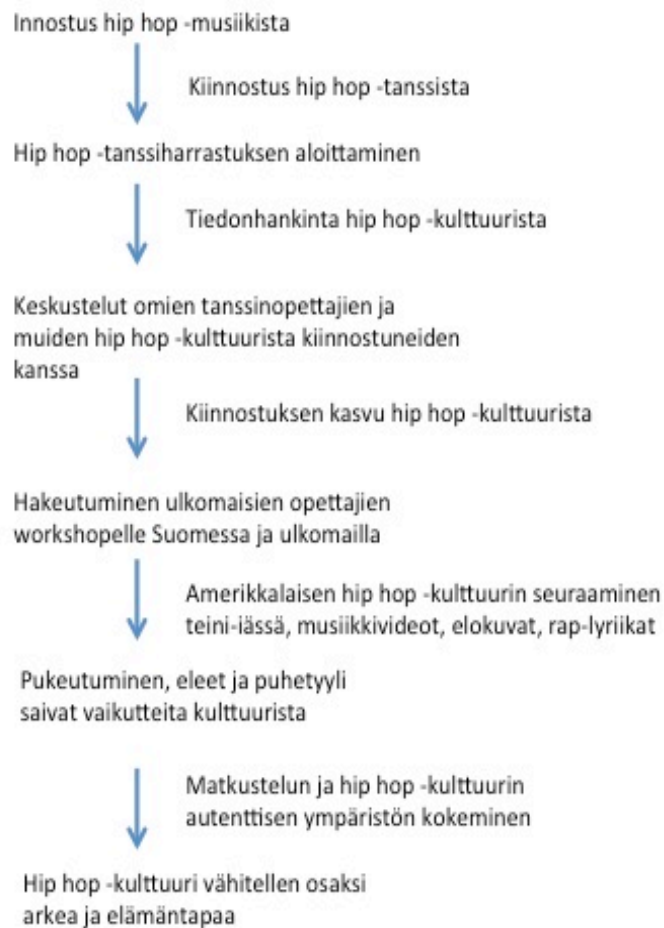 Innostus hip hop -musiikista
Kiinnostus hip hop -tanssista
Hip hop -tanssiharrastuksen aloittaminen
Tiedonhankinta hip hop -kulttuurista
Keskustelut omien tanssinopettajien ja
muiden hip hop -kulttuurista kiinnostuneiden
kanssa
Kiinnostuksen kasvu hip hop -kulttuurista
Hakeutuminen ulkomaisien opettajien
workshopelle Suomessa ja ulkomailla
Amerikkalaisen hip hop -kulttuurin seuraaminen
teini-iässä, musiikkivideot, elokuvat, rap-lyriikat
Pukeutuminen, eleet ja puhetyyli
saivat vaikutteita kulttuurista
Matkustelun ja hip hop -kulttuurin
autenttisen ympäristön kokeminen
Hip hop -kulttuuri vähitellen osaksi
arkea ja elämäntapaa